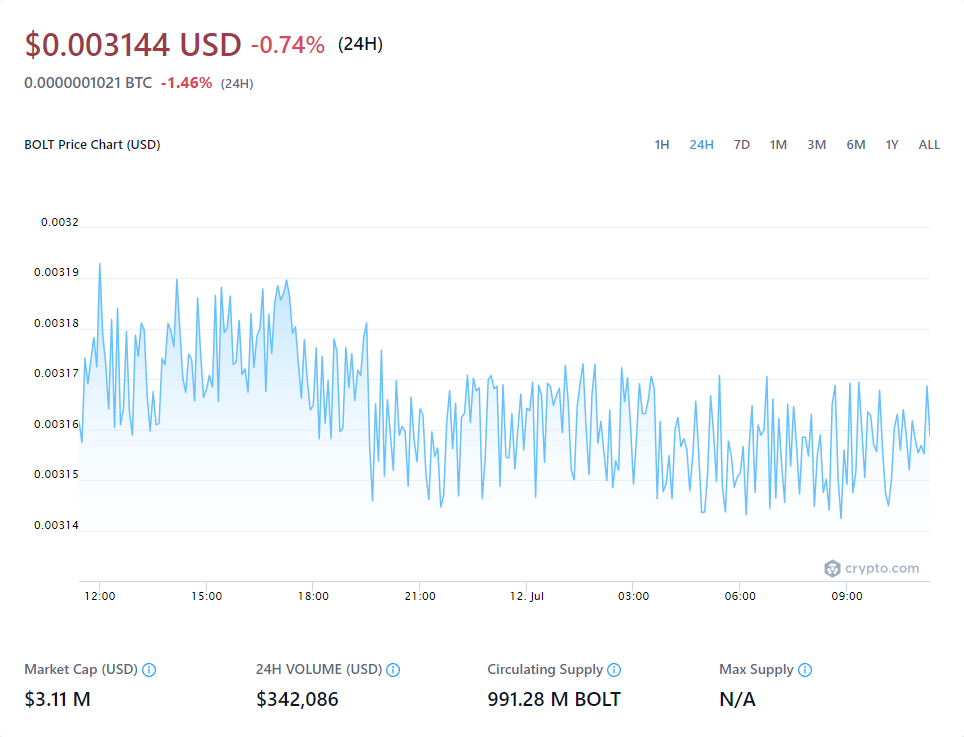 $0.003144 USD -0.74% (24H)
0.0000001021 BTC -1.46% (24H)
BOLT Price Chart (USD) 1H 24H 7D 1M 3M 6M 1Y ALL
0.0032
0.00319
0.00318
0.00317
0.00316
0.00315
0.00314
crypto.com
12:00 15:00 18:00 21:00 12. Jul 03:00 06:00 09:00
Market Cap (USD) 24H VOLUME (USD) Circulating Supply Max Supply
$3.11 M $342,086 991.28 M BOLT N/A